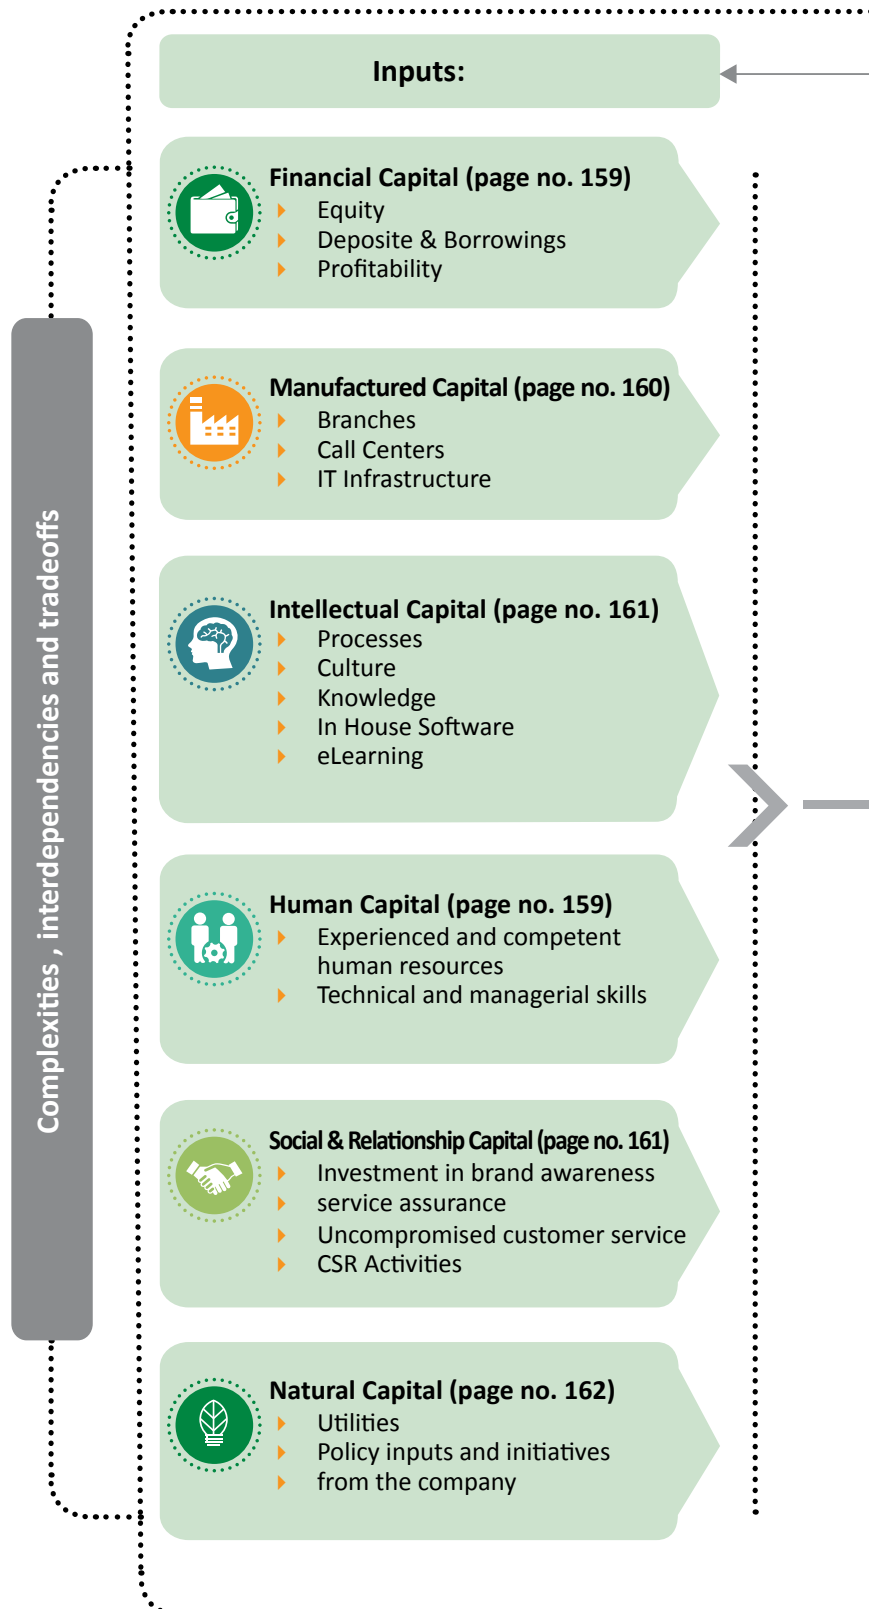 Inputs:
Complexities , interdependencies and tradeoffs
Financial Capital (page no. 159)
Equity
Deposite & Borrowings
Profitability
Manufactured Capital (page no. 160)
Branches
Call Centers
IT Infrastructure
Intellectual Capital (page no. 161)
Processes
Culture
Knowledge
In House Software
eLearning
Human Capital (page no. 159)
Experienced and competent
human resources
Technical and managerial skills
Social & Relationship Capital (page no. 161)
Investment in brand awareness
service assurance
Uncompromised customer service
CSR Activities
Natural Capital (page no. 162)
Utilities
Policy inputs and initiatives
from the company